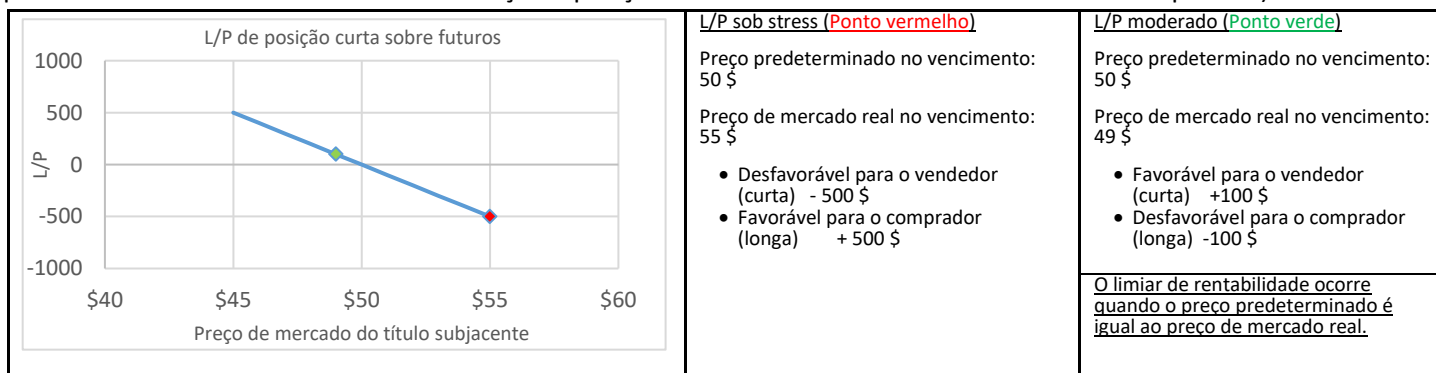 L/P de posição curta sobre futuros
1000
500
0
-500
-1000
L/P
$40 $45 $50 $55 $60
Preço de mercado do título subjacente
L/P sob stress (Ponto vermelho)
Preço predeterminado no vencimento:
50 $
Preço de mercado real no vencimento:
55 $
• Desfavorável para o vendedor
(curta) - 500 $
• Favorável para o comprador
(longa) + 500 $
L/P moderado (Ponto verde)
Preço predeterminado no vencimento:
50 $
Preço de mercado real no vencimento:
49 $
• Favorável para o vendedor
(curta) +100 $
• Desfavorável para o comprador
(longa) -100 $
O limiar de rentabilidade ocorre
quando o preço predeterminado é
igual ao preço de mercado real.